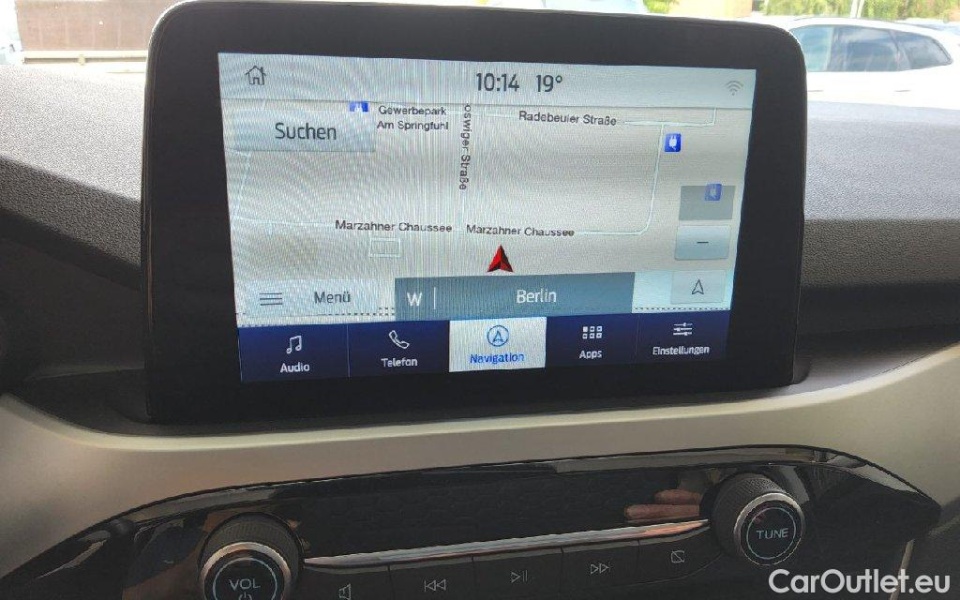 10:14 19°
Suchen
Gewerbepark
Am Springfuhl
Radebeuler Straße
oswiger Straße
Marzahner Chaussee
Marzahner Chaussee
Menü
W
Berlin
Audio
Telefon
Navigation
Apps
Einstellungen
VOL
TUNE
CarOutlet.eu